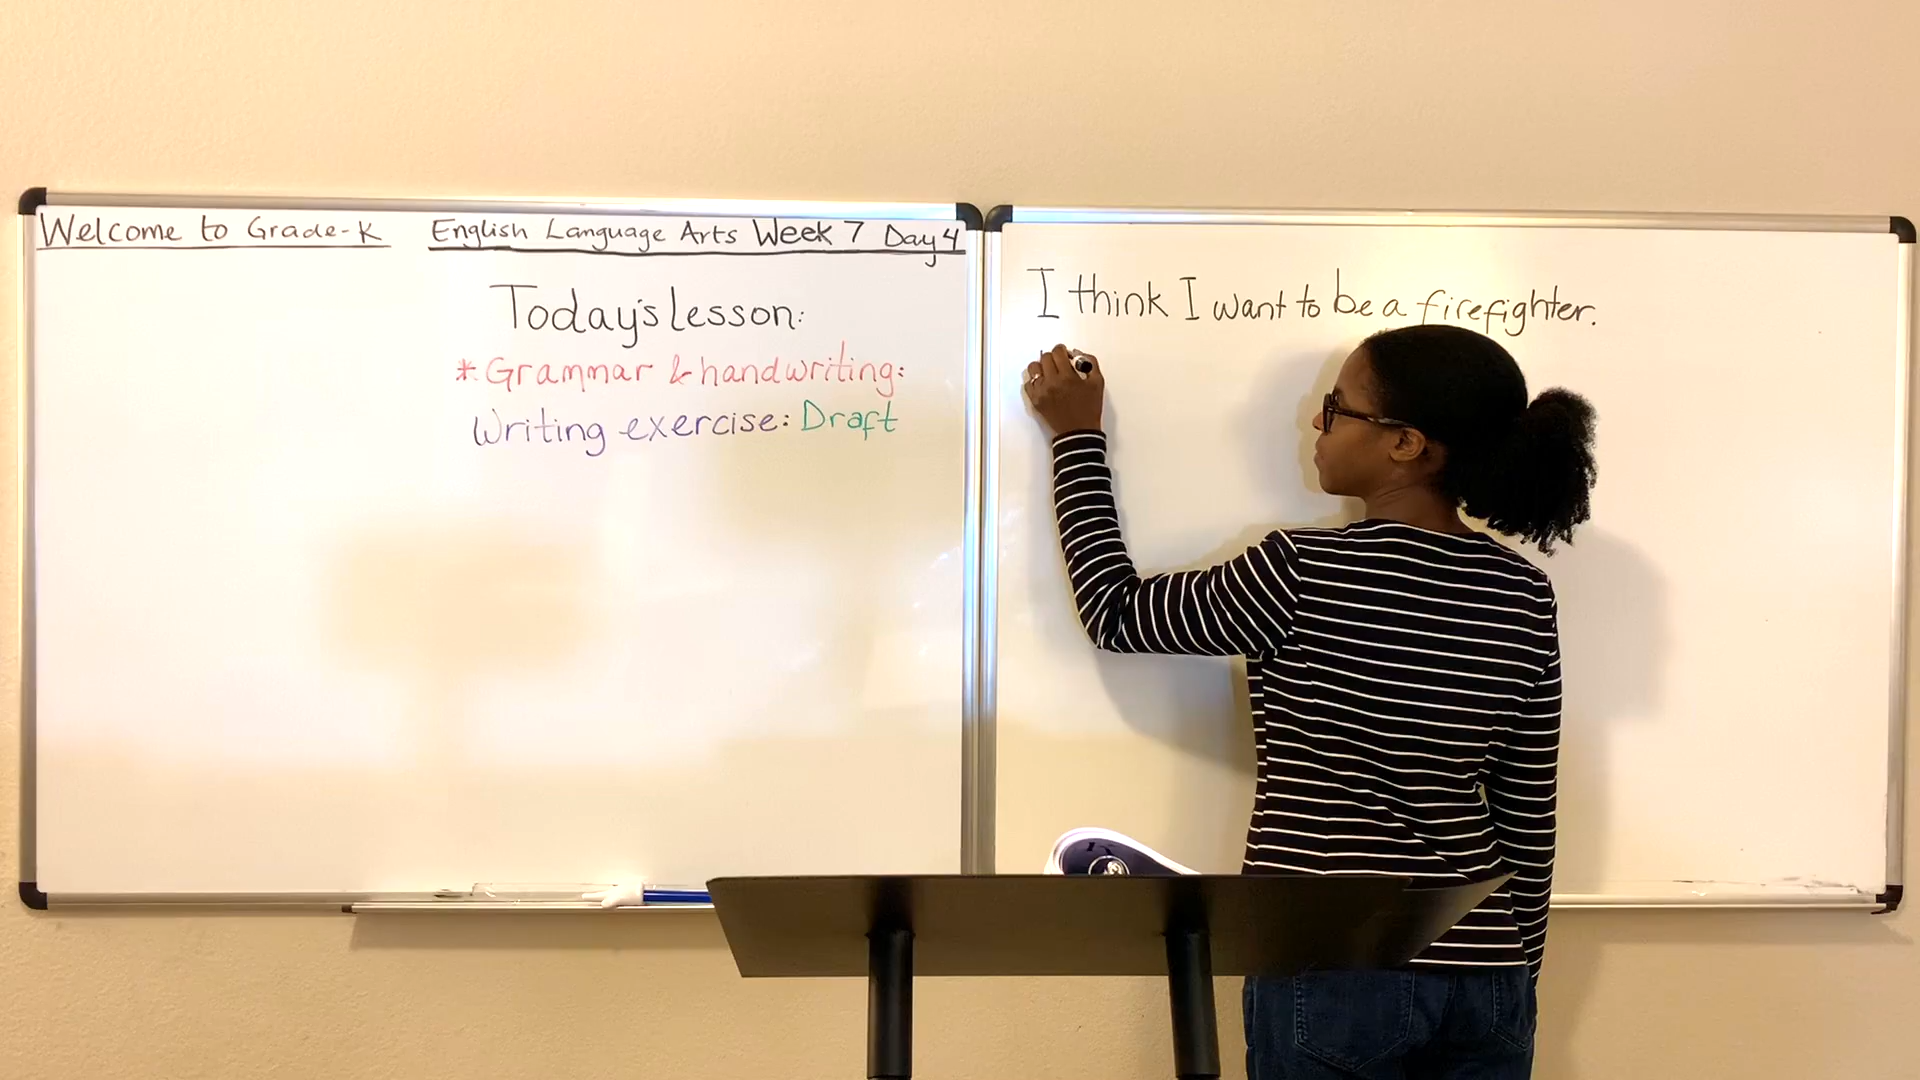 Welcome to Grade-K English Language Arts Week 7 Day 4
Today's lesson:
* Grammar & handwriting:
Writing exercise: Draft
I think I want to be a firefighter.